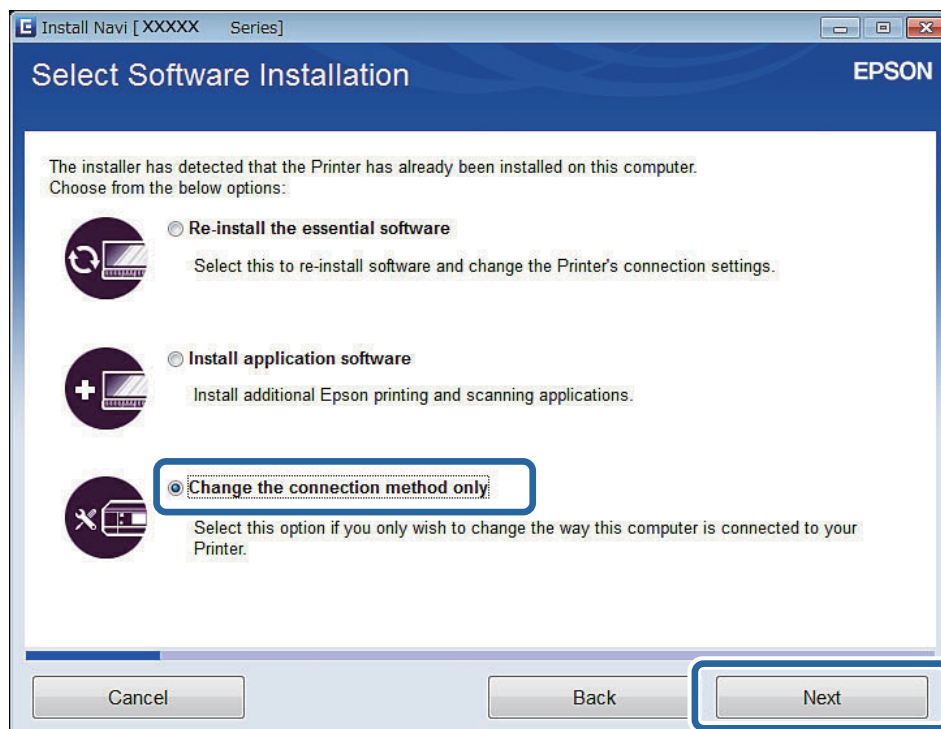 Install Navi [ XXXXX Series]
Select Software Installation
EPSON
The installer has detected that the Printer has already been installed on this computer.
Choose from the below options:
Re-install the essential software
Select this to re-install software and change the Printer's connection settings.
Install application software
Install additional Epson printing and scanning applications.
Change the connection method only
Select this option if you only wish to change the way this computer is connected to your
Printer.
Cancel
Back
Next